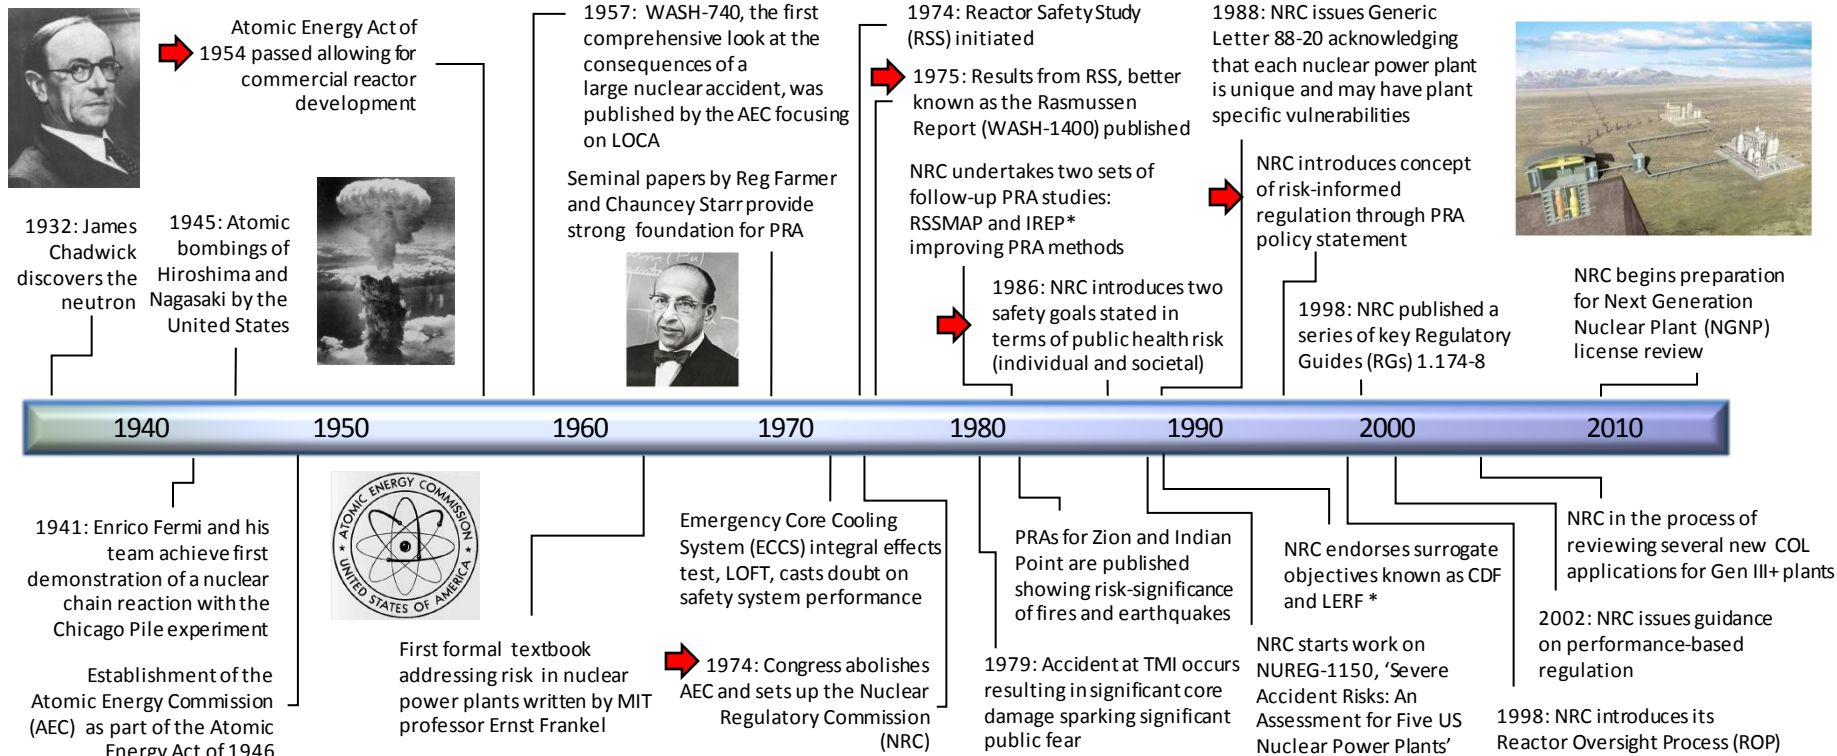 1932: James
Chadwick
discovers the
neutron
Atomic Energy Act of
1954 passed allowing for
commercial reactor
development
1945: Atomic
bombings of
Hiroshima and
Nagasaki by the
United States
1957: WASH-740, the first
comprehensive look at the
consequences of a
large nuclear accident, was
published by the AEC focusing
on LOCA
Seminal papers by Reg Farmer
and Chauncey Starr provide
strong foundation for PRA
1974: Reactor Safety Study
(RSS) initiated
1975: Results from RSS, better
known as the Rasmussen
Report (WASH-1400) published
NRC undertakes two sets of
follow-up PRA studies:
RSSMAP and IREP*
improving PRA methods
1986: NRC introduces two
safety goals stated in
terms of public health risk
(individual and societal)
1988: NRC issues Generic
Letter 88-20 acknowledging
that each nuclear power plant
is unique and may have plant
specific vulnerabilities
NRC introduces concept
of risk-informed
regulation through PRA
policy statement
1998: NRC published a
series of key Regulatory
Guides (RGs) 1.174-8
NRC begins preparation
for Next Generation
Nuclear Plant (NGNP)
license review
1940 1950 1960 1970 1980 1990 2000 2010
1941: Enrico Fermi and his
team achieve first
demonstration of a nuclear
chain reaction with the
Chicago Pile experiment
Establishment of the
Atomic Energy Commission
(AEC) as part of the Atomic
Energy Act of 1946
ATOMIC ENERGY COMMISSION
UNITED STATES OF AMERICA
First formal textbook
addressing risk in nuclear
power plants written by MIT
professor Ernst Frankel
Emergency Core Cooling
System (ECCS) integral effects
test, LOFT, casts doubt on
safety system performance
1974: Congress abolishes
AEC and sets up the Nuclear
Regulatory Commission
(NRC)
PRAs for Zion and Indian
Point are published
showing risk-significance
of fires and earthquakes
1979: Accident at TMI occurs
resulting in significant core
damage sparking significant
public fear
NRC endorses surrogate
objectives known as CDF
and LERF *
NRC starts work on
NUREG-1150, ‘Severe
Accident Risks: An
Assessment for Five US
Nuclear Power Plants’
NRC in the process of
reviewing several new COL
applications for Gen III+ plants
2002: NRC issues guidance
on performance-based
regulation
1998: NRC introduces its
Reactor Oversight Process (ROP)